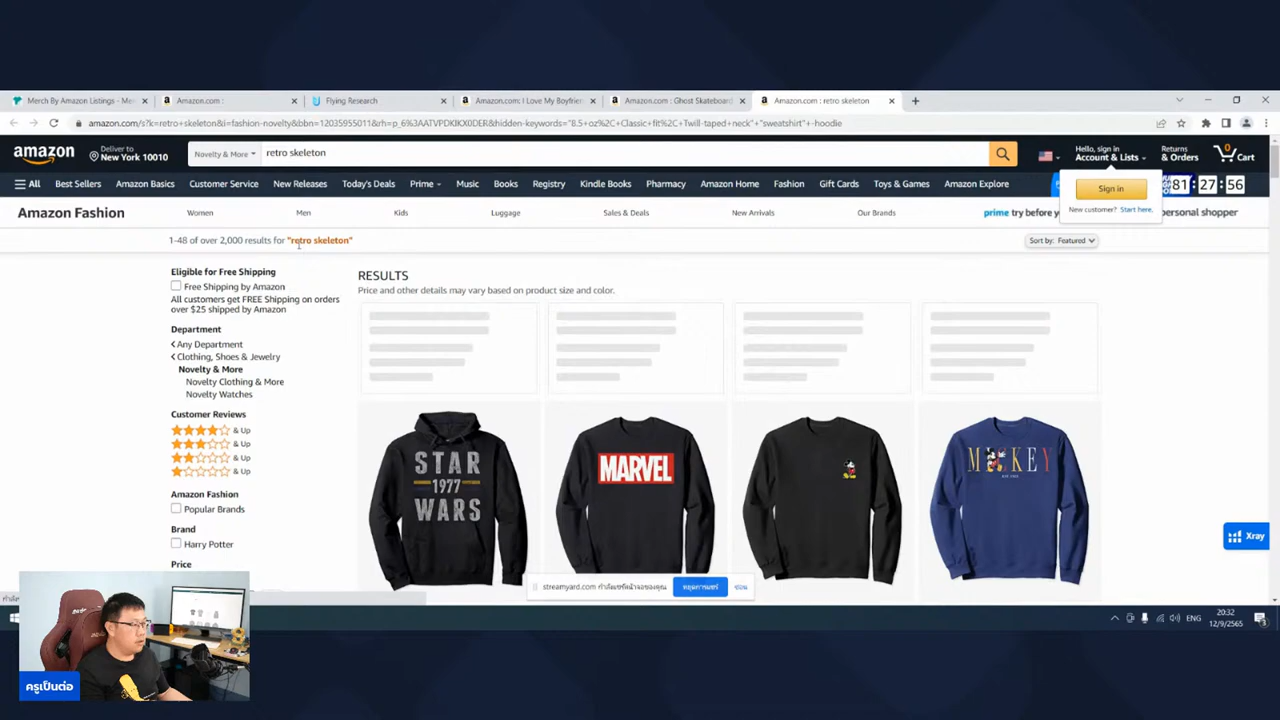 Merch By Amazon Listings - Me
Amazon.com :
Flying Research
Amazon.com: I Love My Boyfrie
Amazon.com : Ghost Skateboard
Amazon.com : retro skeleton
amazon.com/s?k=retro+skeleton&i=fashion-novelty&bbn=12035955011&rh=p_6%3AATVPDKIKX0DER&hidden-keywords="8.5+oz%2C+Classic+fit%2C+Twill-taped+neck"+"sweatshirt"+-hoodie
amazon
Deliver to
New York 10010
Novelty & More
retro skeleton
Hello, sign in
Account & Lists
Returns
& Orders
0
Cart
All
Best Sellers
Amazon Basics
Customer Service
New Releases
Today's Deals
Prime
Music
Books
Registry
Kindle Books
Pharmacy
Amazon Home
Fashion
Gift Cards
Toys & Games
Amazon Explore
81 27 56
Sign in
New customer? Start here.
Amazon Fashion
Women
Men
Kids
Luggage
Sales & Deals
New Arrivals
Our Brands
prime try before y
personal shopper
1-48 of over 2,000 results for "retro skeleton"
Sort by: Featured
Eligible for Free Shipping
Free Shipping by Amazon
All customers get FREE Shipping on orders
over $25 shipped by Amazon
Department
Any Department
Clothing, Shoes & Jewelry
Novelty & More
Novelty Clothing & More
Novelty Watches
Customer Reviews
& Up
& Up
& Up
& Up
Amazon Fashion
Popular Brands
Brand
Harry Potter
Price
RESULTS
Price and other details may vary based on product size and color.
STAR
1977
WARS
MARVEL
MICKEY
Xray
streamyard.com กำลังแชร์หน้าจอของคุณ
หยุดการแชร์
ซ่อน
ENG
20:32
12/9/2565
ครูเป็นต่อ